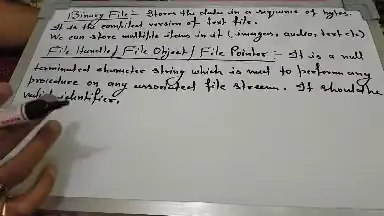 Binary File:- Stores the data in a sequence of bytes.
It is the compiled version of text file.
We can store multiple items in it (images, audio, text etc)
File Handle / File Object / File Pointer:- It is a null
terminated character string which is used to perform any
procedure on any associated file stream. It should be
valid identifier.